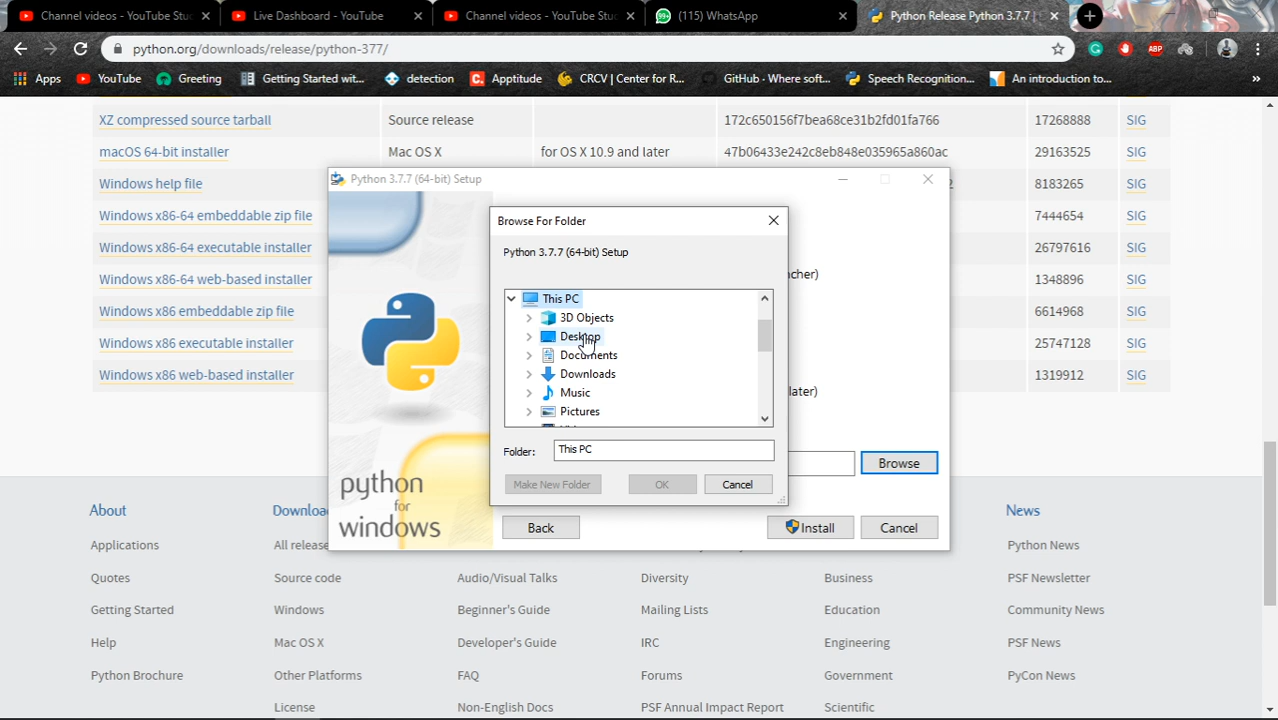 Channel videos - YouTube Stu
Live Dashboard - YouTube
Channel videos - YouTube Stu
(115) WhatsApp
Python Release Python 3.7.7 |
python.org/downloads/release/python-377/
ABP
Apps
YouTube
Greeting
Getting Started wit...
detection
Apptitude
CRCV | Center for R...
GitHub · Where soft...
Speech Recognition...
An introduction to...
XZ compressed source tarball Source release 172c650156f7bea68ce31b2fd01fa766 17268888 SIG
macOS 64-bit installer Mac OS X for OS X 10.9 and later 47b06433e242c8eb848e035965a860ac 29163525 SIG
Windows help file 2 8183265 SIG
Windows x86-64 embeddable zip file 7444654 SIG
Windows x86-64 executable installer 26797616 SIG
Windows x86-64 web-based installer 1348896 SIG
Windows x86 embeddable zip file 6614968 SIG
Windows x86 executable installer 25747128 SIG
Windows x86 web-based installer 1319912 SIG
Python 3.7.7 (64-bit) Setup
python
for
windows
ncher)
later)
Browse
Back
Install
Cancel
Browse For Folder
Python 3.7.7 (64-bit) Setup
This PC
3D Objects
Desktop
Documents
Downloads
Music
Pictures
Folder: This PC
Make New Folder
OK
Cancel
About
Applications
Quotes
Getting Started
Help
Python Brochure
Downloa
All release
Source code
Windows
Mac OS X
Other Platforms
License
Audio/Visual Talks
Beginner's Guide
Developer's Guide
FAQ
Non-English Docs
Diversity
Mailing Lists
IRC
Forums
PSF Annual Impact Report
Business
Education
Engineering
Government
Scientific
News
Python News
PSF Newsletter
Community News
PSF News
PyCon News